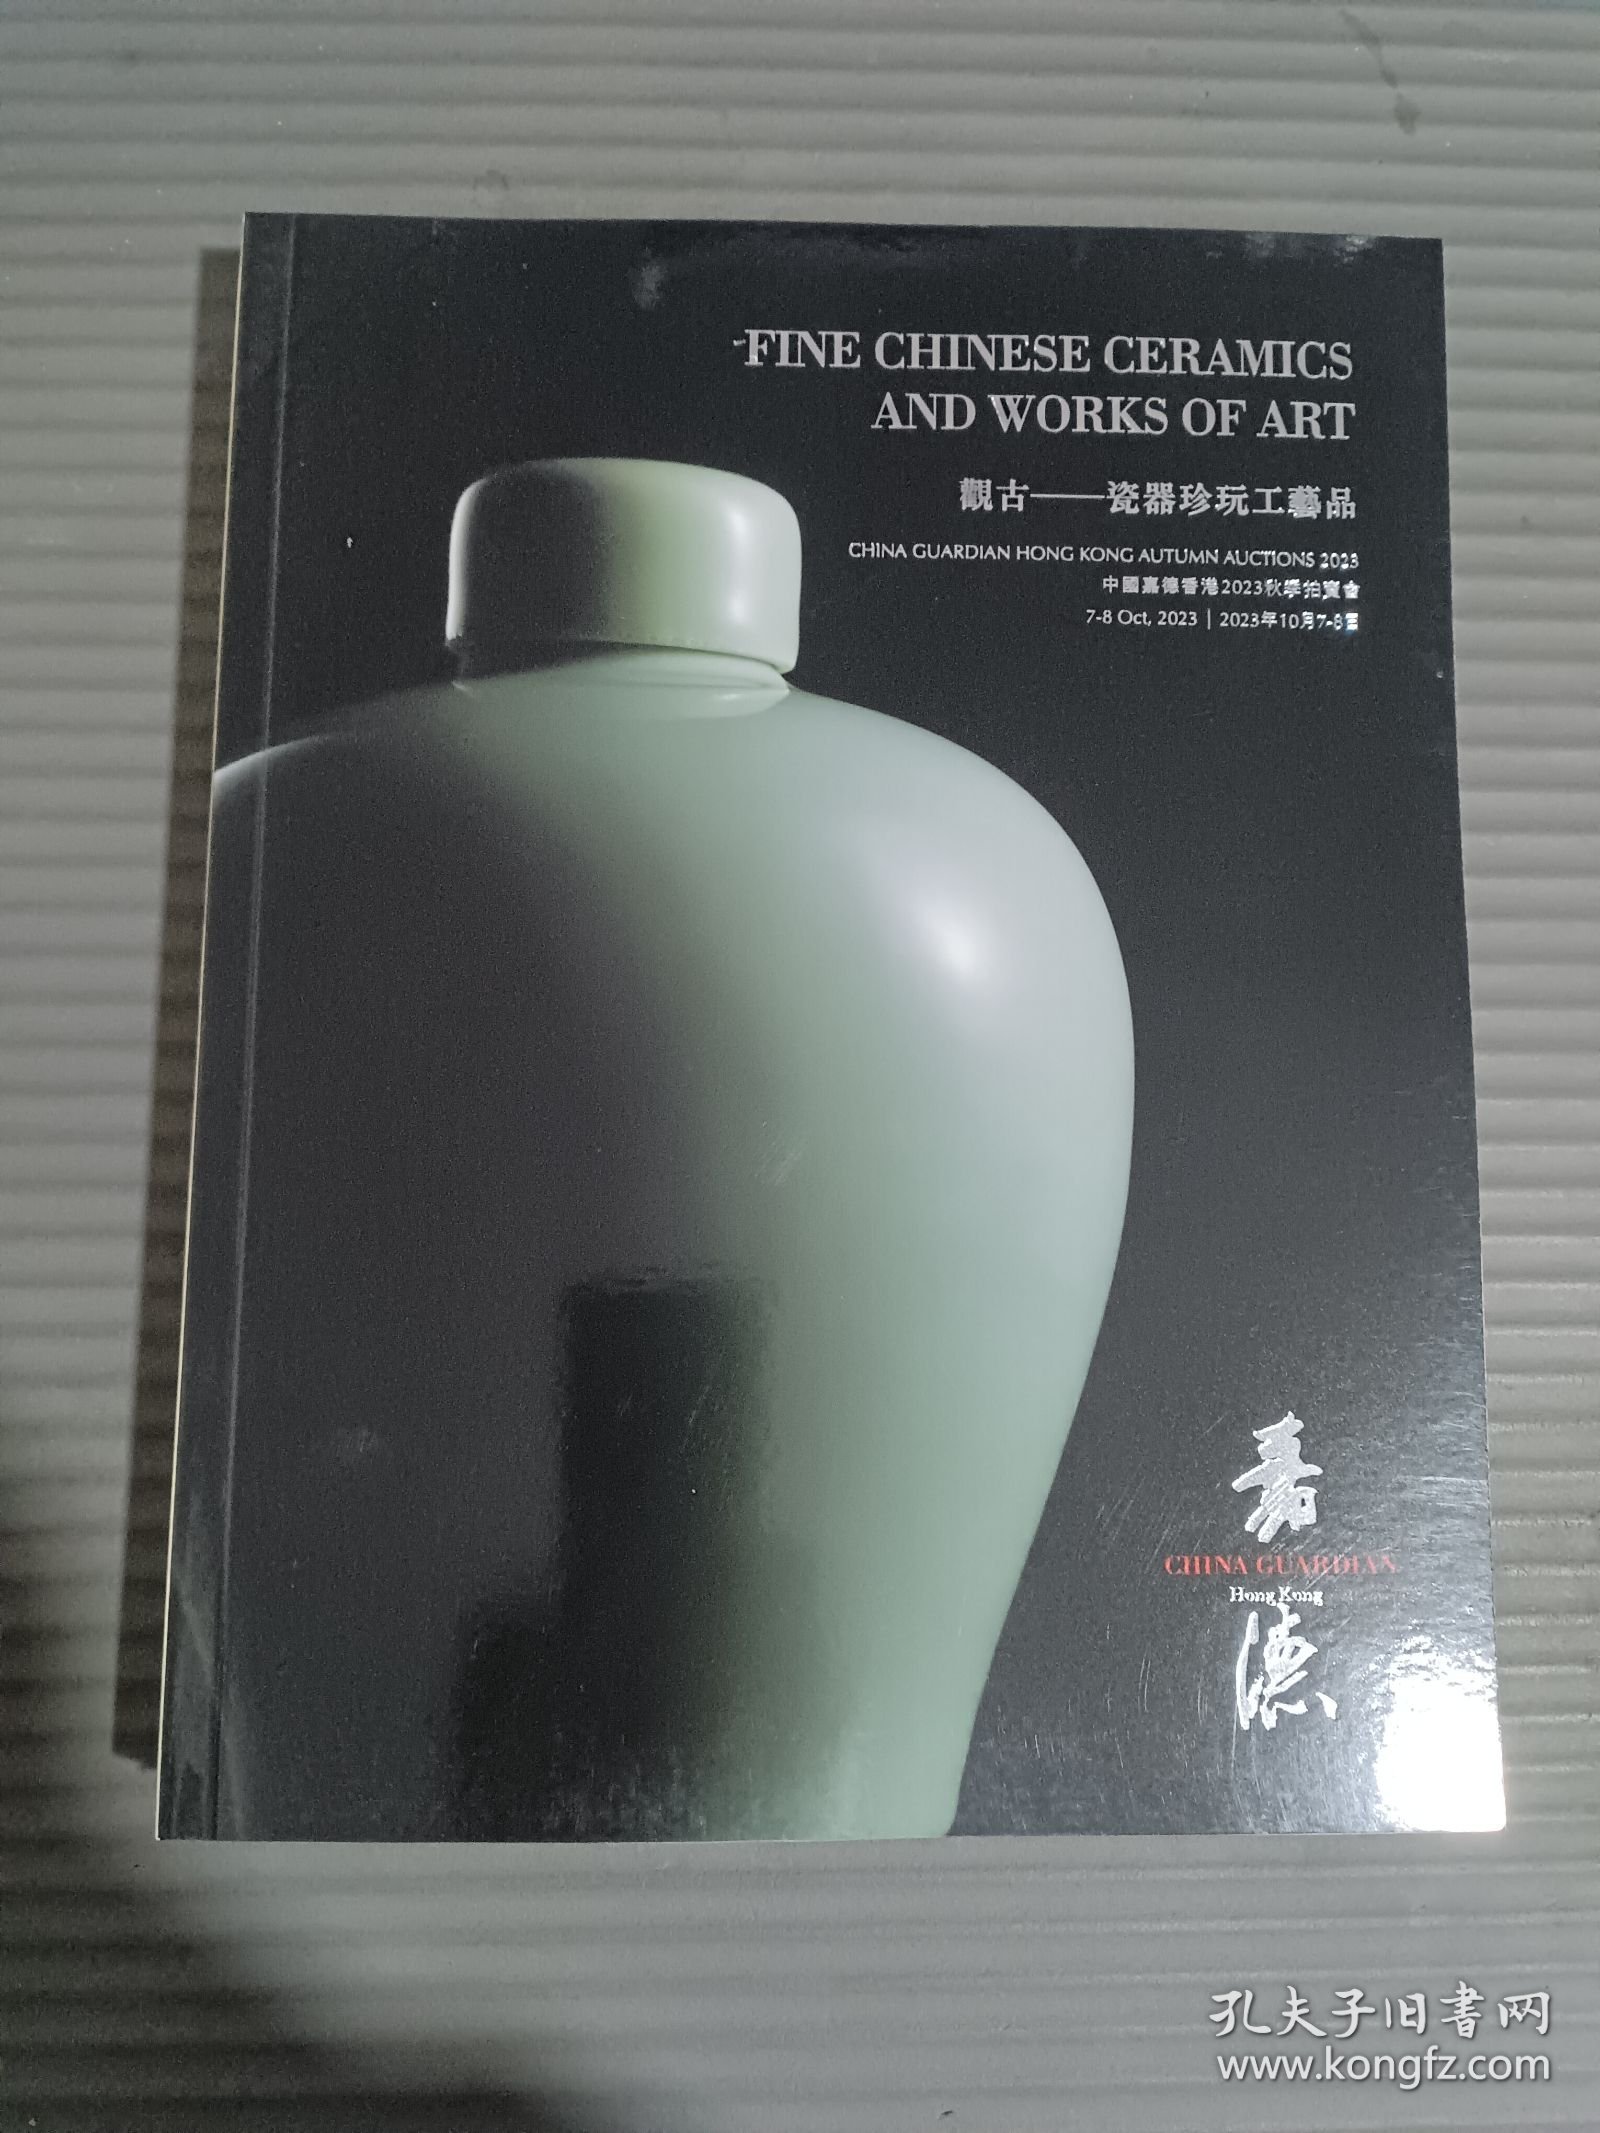 FINE CHINESE CERAMICS
AND WORKS OF ART
觀古——瓷器珍玩工藝品
CHINA GUARDIAN HONG KONG AUTUMN AUCTIONS 2023
中國嘉德香港2023秋季拍賣會
7-8 Oct, 2023 | 2023年10月7-8日
嘉
CHINA GUARDIAN
Hong Kong
德
孔夫子旧书网
www.kongfz.com